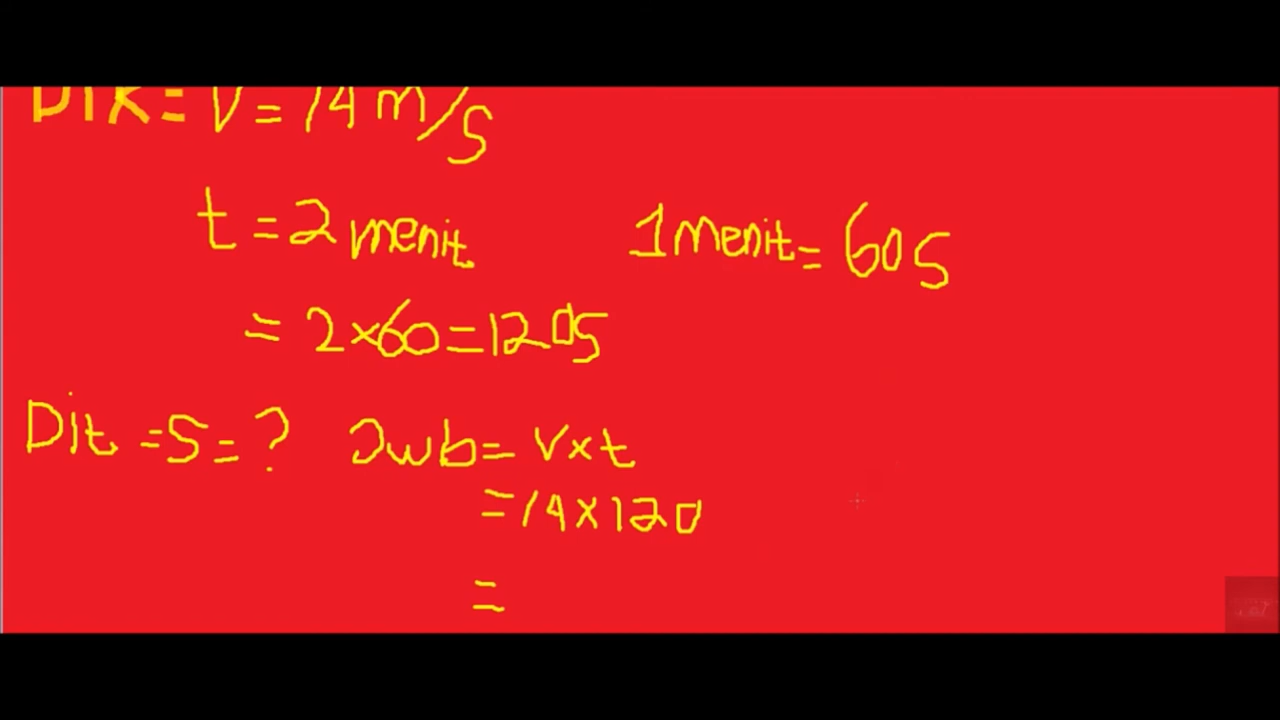 Dik = V = 14 m/s
t = 2 menit 1 menit = 60 s
= 2 x 60 = 120 s
Dit = S = ? Jwb = v x t
= 14 x 120
=